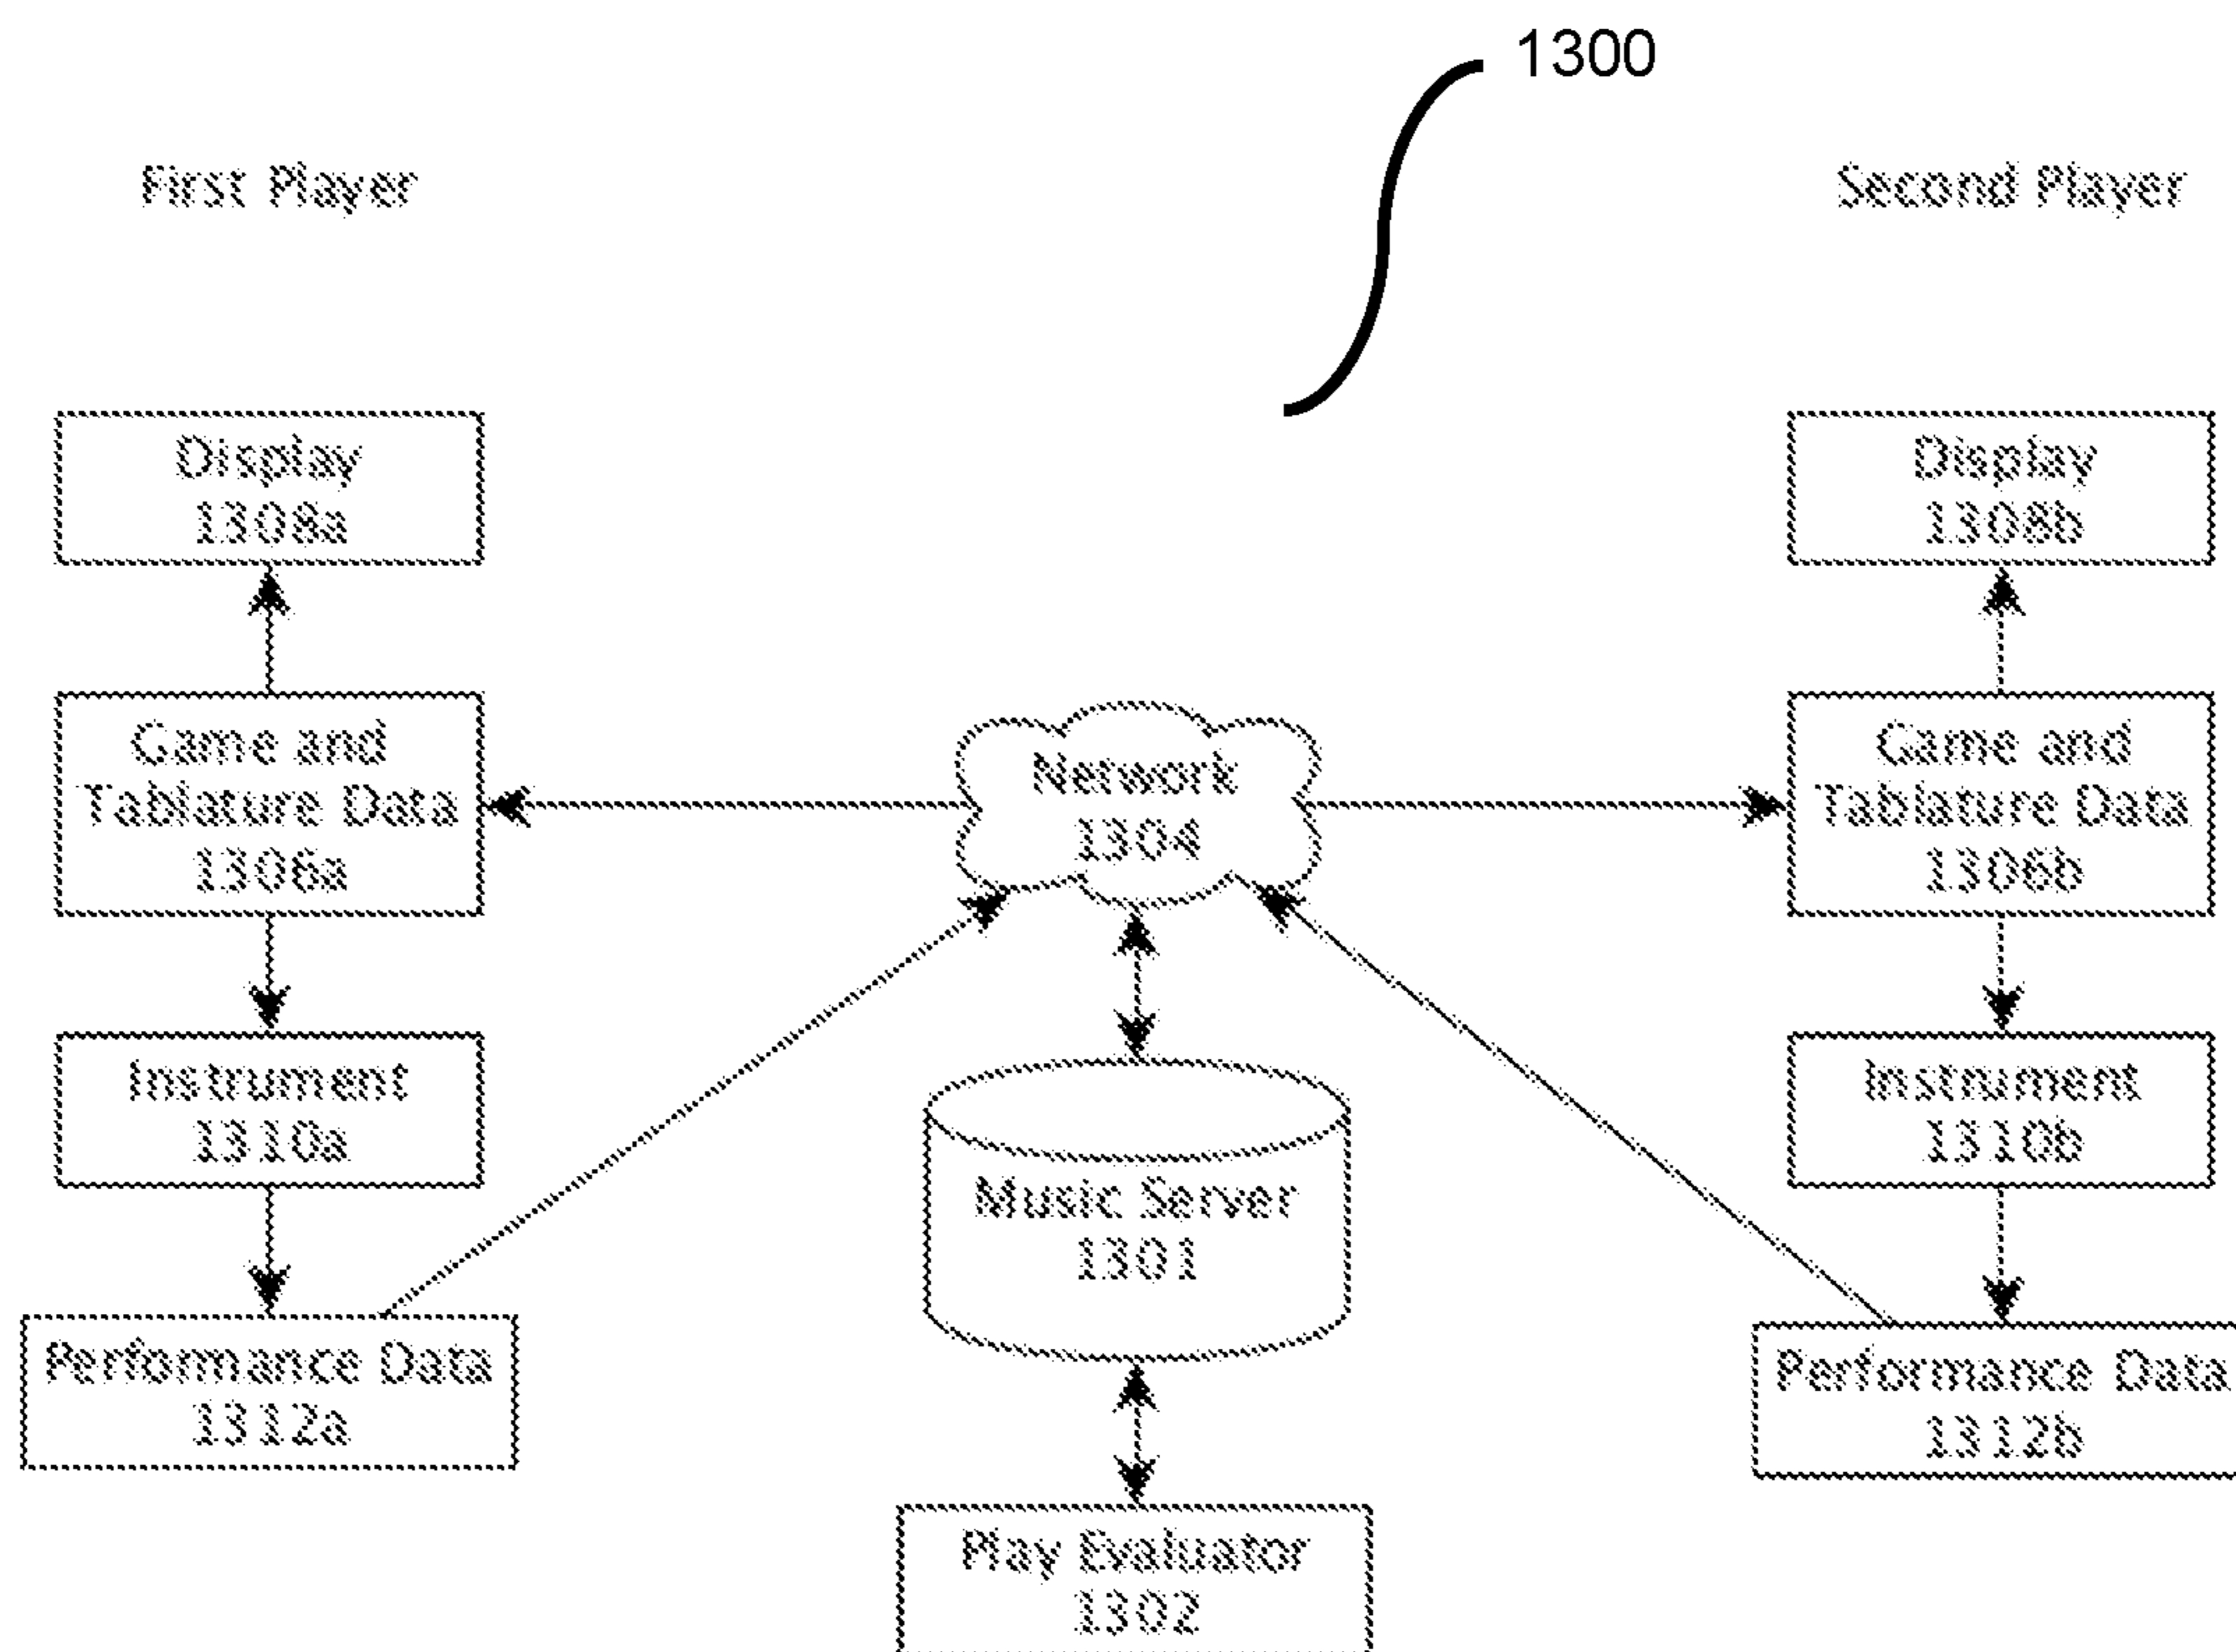 1300
First Player
Second Player
Display
1308a
Display
1308b
Game and
Tablature Data
1306a
Network
1304
Game and
Tablature Data
1306b
Instrument
1310a
Music Server
1301
Instrument
1310b
Performance Data
1312a
Performance Data
1312b
Play Evaluator
1302